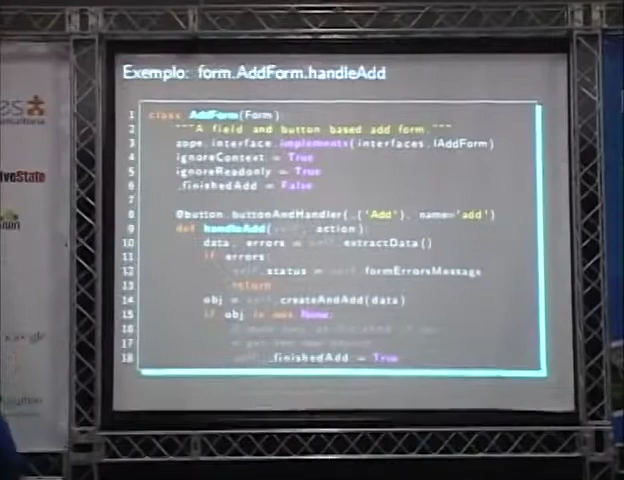 Exemplo: form.AddForm.handleAdd
1 class AddForm(Form):
2 """A field and button based add form."""
3 zope.interface.implements(interfaces.IAddForm)
4 ignoreContext = True
5 ignoreReadonly = True
6 _finishedAdd = False
7
8 @button.buttonAndHandler(_('Add'), name='add')
9 def handleAdd(self, action):
10 data, errors = self.extractData()
11 if errors:
12 self.status = self.formErrorsMessage
13 return
14 obj = self.createAndAdd(data)
15 if obj is not None:
16
17
18 self._finishedAdd = True
iveState
Google